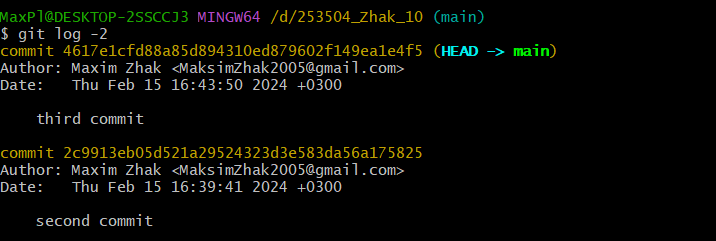 MaxPl@DESKTOP-2SSCCJ3 MINGW64 /d/253504_Zhak_10 (main)
$ git log -2
commit 4617e1cfd88a85d894310ed879602f149ea1e4f5 (HEAD -> main)
Author: Maxim Zhak <MaksimZhak2005@gmail.com>
Date:   Thu Feb 15 16:43:50 2024 +0300
    third commit
commit 2c9913eb05d521a29524323d3e583da56a175825
Author: Maxim Zhak <MaksimZhak2005@gmail.com>
Date:   Thu Feb 15 16:39:41 2024 +0300
    second commit